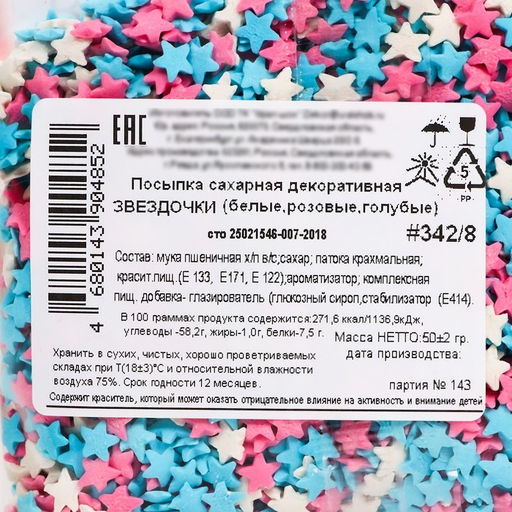 EAC
4 680143 904852
5
PP
Посыпка сахарная декоративная
ЗВЕЗДОЧКИ (белые,розовые,голубые)
сто 25021546-007-2018
#342/8
Состав: мука пшеничная х/п в/с;сахар; патока крахмальная;
красит.пищ.(Е 133, Е171, Е 122);ароматизатор; комплексная
пищ. добавка- глазирователь (глюкозный сироп,стабилизатор (Е414).
В 100 граммах продукта содержится:271,6 ккал/1136,9кДж,
углеводы -58,2г, жиры-1,0г, белки-7,5 г.
Масса НЕТТО:50±2 гр.
дата производства:
Хранить в сухих, чистых, хорошо проветриваемых
складах при Т(18±3)°С и относительной влажности
воздуха 75%. Срок годности 12 месяцев.
партия № 143
Содержит краситель, который может оказать отрицательное влияние на активность и внимание детей